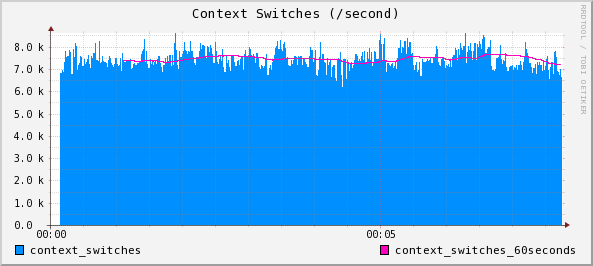 Context Switches (/second)
RRDTOOL / TOBI OETIKER
8.0 k
7.0 k
6.0 k
5.0 k
4.0 k
3.0 k
2.0 k
1.0 k
0.0
00:00
00:05
context_switches
context_switches_60seconds